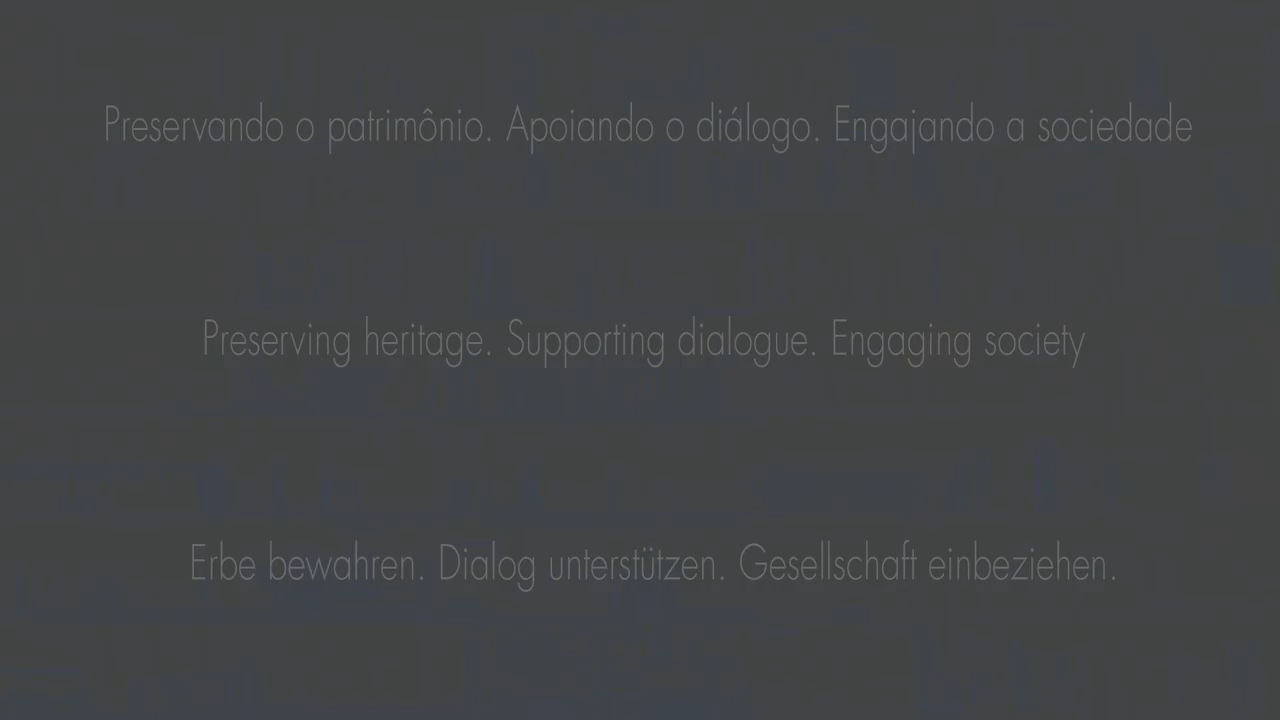 Preservando o patrimônio. Apoiando o diálogo. Engajando a sociedade
Preserving heritage. Supporting dialogue. Engaging society
Erbe bewahren. Dialog unterstützen. Gesellschaft einbeziehen.